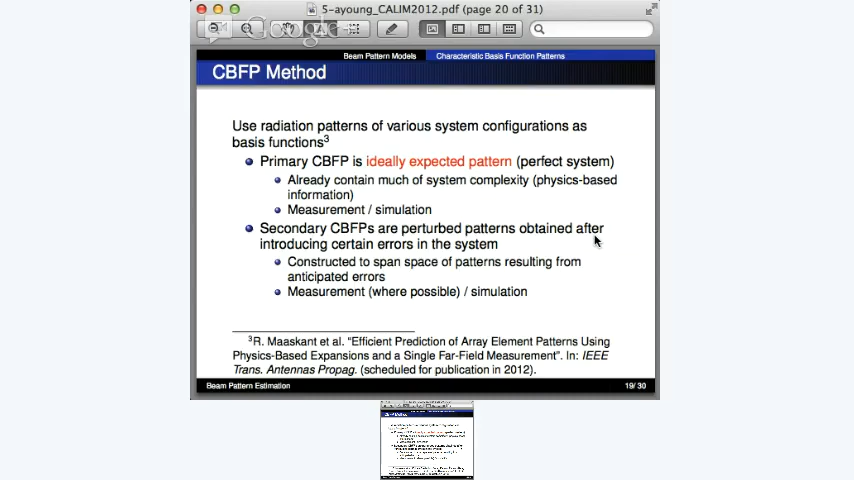 5-ayoung_CALIM2012.pdf (page 20 of 31)
Google+
Beam Pattern Models Characteristic Basis Function Patterns
CBFP Method
Use radiation patterns of various system configurations as
basis functions3
Primary CBFP is ideally expected pattern (perfect system)
Already contain much of system complexity (physics-based
information)
Measurement / simulation
Secondary CBFPs are perturbed patterns obtained after
introducing certain errors in the system
Constructed to span space of patterns resulting from
anticipated errors
Measurement (where possible) / simulation
3R. Maaskant et al. "Efficient Prediction of Array Element Patterns Using
Physics-Based Expansions and a Single Far-Field Measurement". In: IEEE
Trans. Antennas Propag. (scheduled for publication in 2012).
Beam Pattern Estimation 19/30